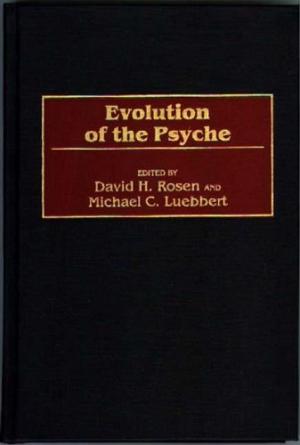 Evolution
of the Psyche
EDITED BY
David H. Rosen AND
Michael C. Luebbert